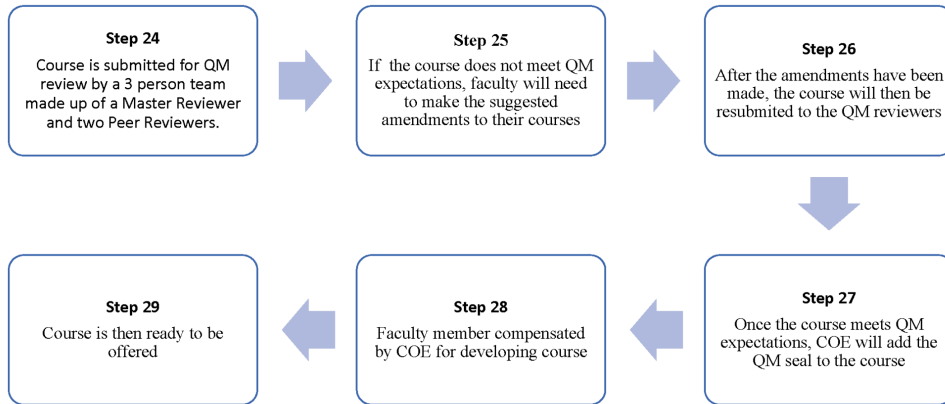 Step 24
Course is submitted for QM
review by a 3 person team
made up of a Master Reviewer
and two Peer Reviewers.
Step 25
If the course does not meet QM
expectations, faculty will need
to make the suggested
amendments to their courses
Step 26
After the amendments have been
made, the course will then be
resubmited to the QM reviewers
Step 27
Once the course meets QM
expectations, COE will add the
QM seal to the course
Step 28
Faculty member compensated
by COE for developing course
Step 29
Course is then ready to be
offered